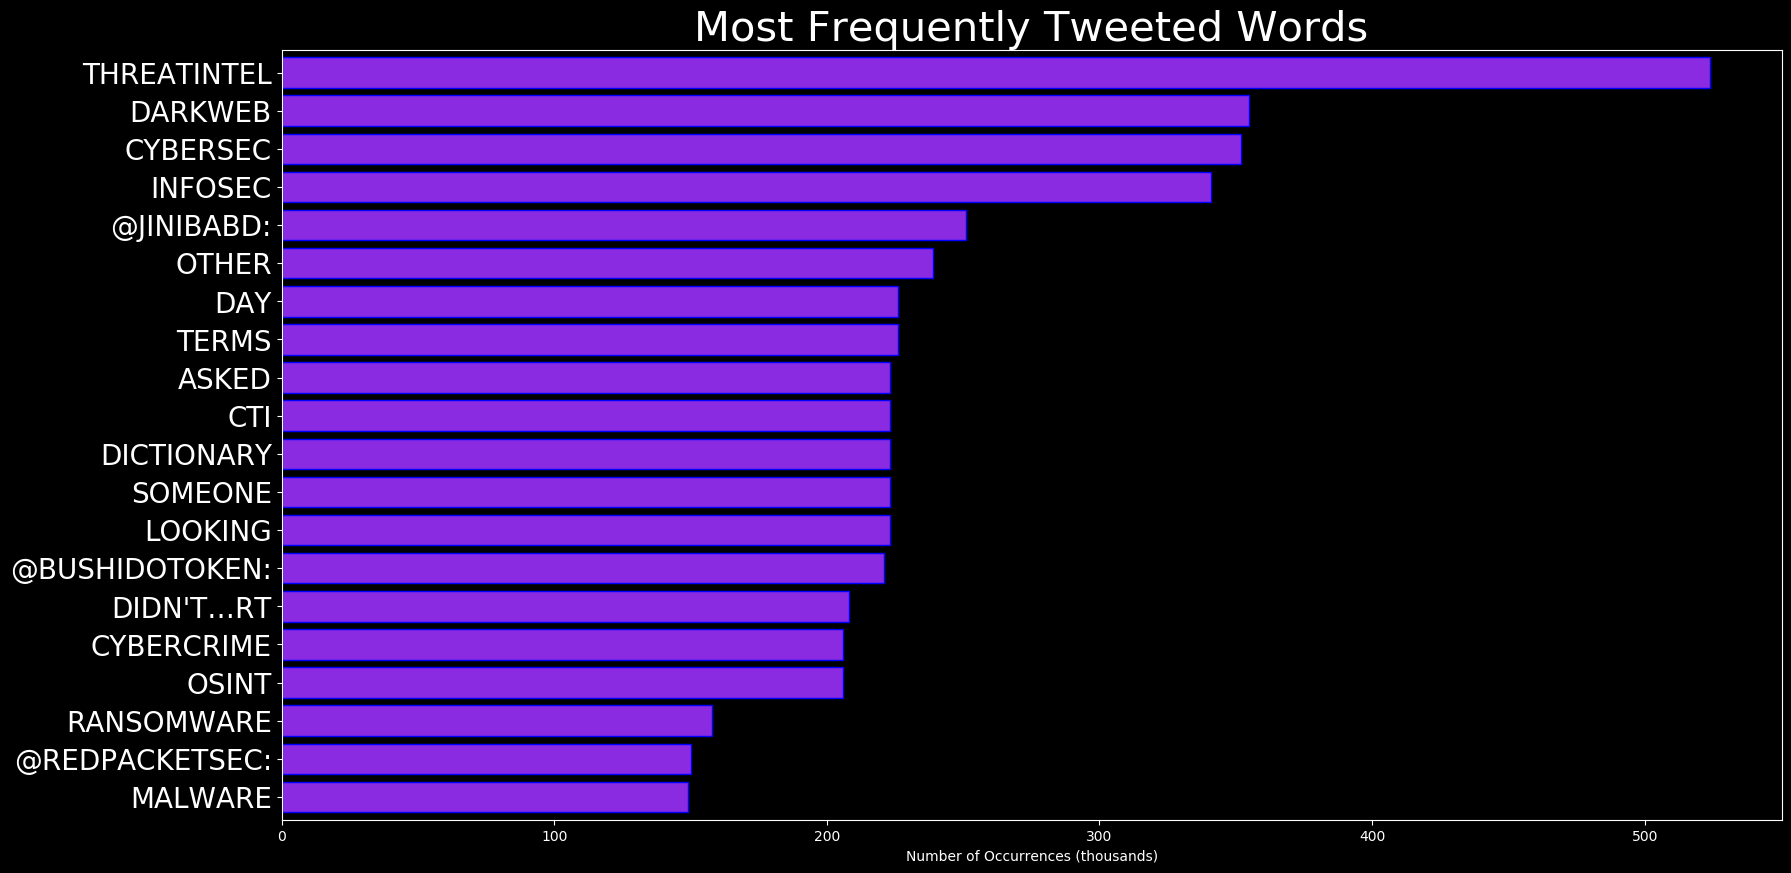 Most Frequently Tweeted Words
THREATINTEL
DARKWEB
CYBERSEC
INFOSEC
@JINIBABD:
OTHER
DAY
TERMS
ASKED
CTI
DICTIONARY
SOMEONE
LOOKING
@BUSHIDOTOKEN:
DIDN'T…RT
CYBERCRIME
OSINT
RANSOMWARE
@REDPACKETSEC:
MALWARE
0 100 200 300 400 500
Number of Occurrences (thousands)